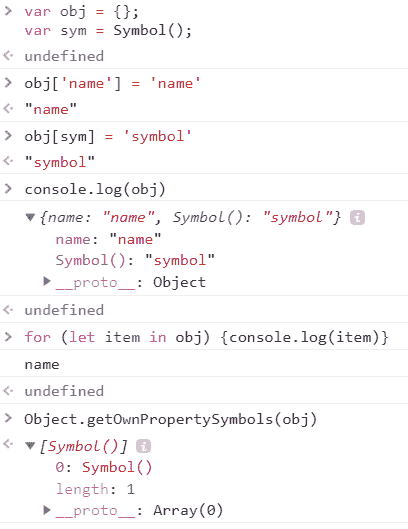 > var obj = {};
var sym = Symbol();
<· undefined
> obj['name'] = 'name'
<· "name"
> obj[sym] = 'symbol'
<· "symbol"
> console.log(obj)
▼{name: "name", Symbol(): "symbol"} i
name: "name"
Symbol(): "symbol"
▶__proto__: Object
<· undefined
> for (let item in obj) {console.log(item)}
name
<· undefined
> Object.getOwnPropertySymbols(obj)
<· ▼[Symbol()] i
0: Symbol()
length: 1
▶__proto__: Array(0)